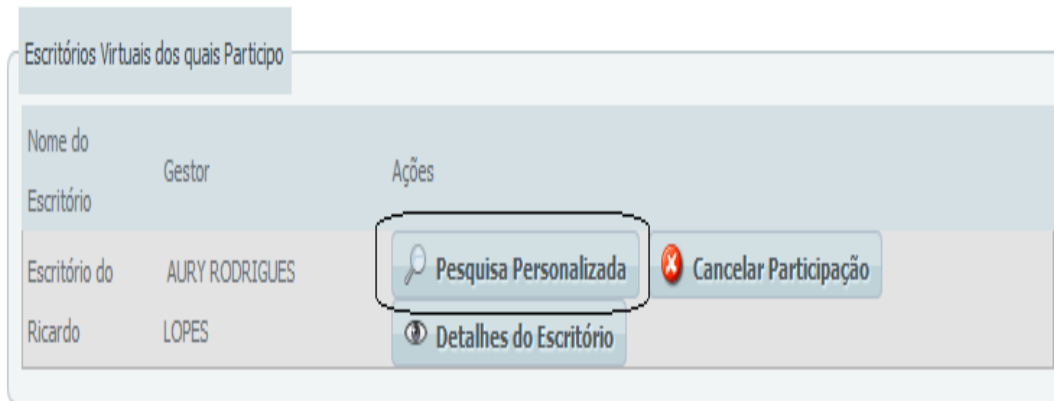 Escritórios Virtuais dos quais Participo
Nome do
Escritório
Gestor
Ações
Escritório do
Ricardo
AURY RODRIGUES
LOPES
Pesquisa Personalizada
Cancelar Participação
Detalhes do Escritório